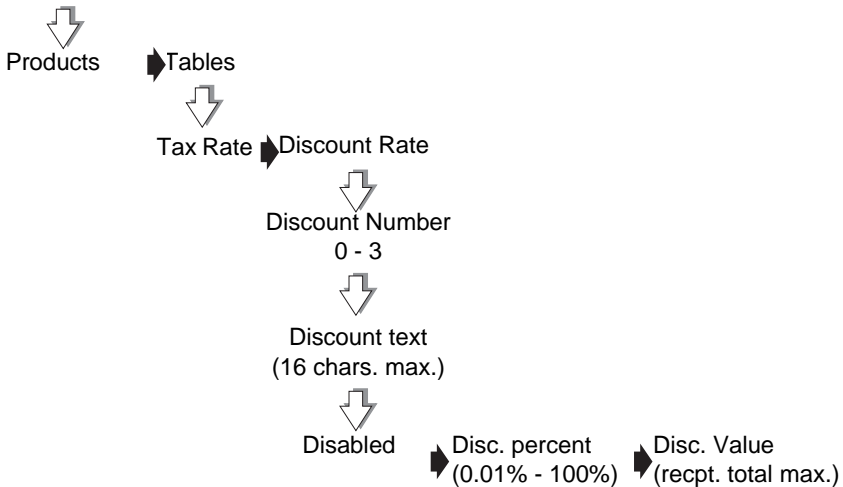 Products Tables
Tax Rate Discount Rate
Discount Number
0 - 3
Discount text
(16 chars. max.)
Disabled Disc. percent Disc. Value
(0.01% - 100%) (recpt. total max.)